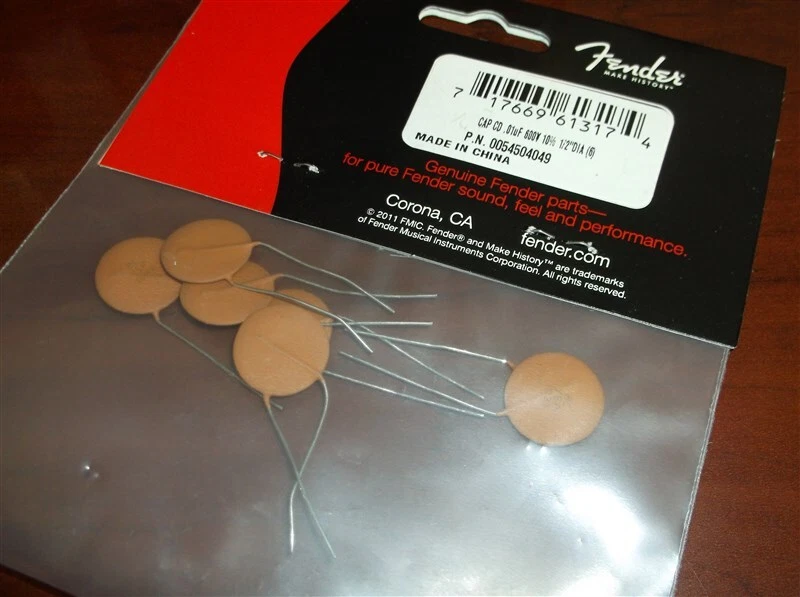 Fender
MAKE HISTORY™
7 17669 61317 4
CAP CD .01uF 600V 10% 1/2"DIA (6)
P.N. 0054504049
MADE IN CHINA
Genuine Fender parts—
for pure Fender sound, feel and performance.
Corona, CA
fender.com
© 2011 FMIC. Fender® and Make History™ are trademarks
of Fender Musical Instruments Corporation. All rights reserved.